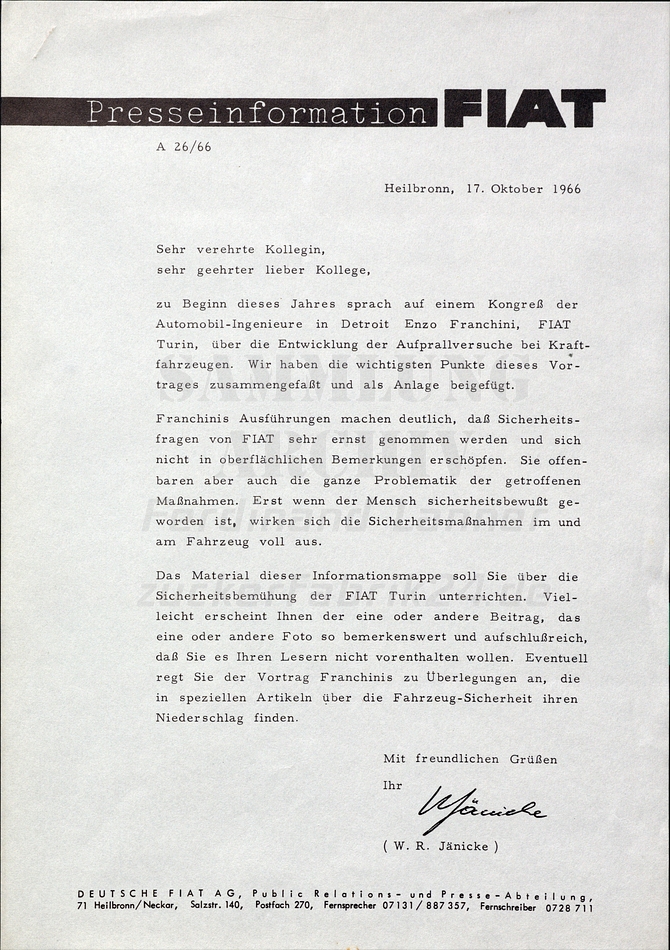 Presseinformation FIAT
A 26/66
Heilbronn, 17. Oktober 1966
Sehr verehrte Kollegin,
sehr geehrter lieber Kollege,
zu Beginn dieses Jahres sprach auf einem Kongreß der
Automobil-Ingenieure in Detroit Enzo Franchini, FIAT
Turin, über die Entwicklung der Aufprallversuche bei Kraft-
fahrzeugen. Wir haben die wichtigsten Punkte dieses Vor-
trages zusammengefaßt und als Anlage beigefügt.
SAMMLUNG
Franchinis Ausführungen machen deutlich, daß Sicherheits-
fragen von FIAT sehr ernst genommen werden und sich
ARCHIV
nicht in oberflächlichen Bemerkungen erschöpfen. Sie offen-
baren aber auch die ganze Problematik der getroffenen
Maßnahmen. Erst wenn der Mensch sicherheitsbewußt ge-
Ferdinand Lanner
worden ist, wirken sich die Sicherheitsmaßnahmen im und
am Fahrzeug voll aus.
Das Material dieser Informationsmappe soll Sie über die
Sicherheitsbemühung der FIAT Turin unterrichten. Viel-
leicht erscheint Ihnen der eine oder andere Beitrag, das
eine oder andere Foto so bemerkenswert und aufschlußreich,
daß Sie es Ihren Lesern nicht vorenthalten wollen. Eventuell
regt Sie der Vortrag Franchinis zu Überlegungen an, die
in speziellen Artikeln über die Fahrzeug-Sicherheit ihren
Niederschlag finden.
Mit freundlichen Grüßen
Ihr
WJänicke
( W. R. Jänicke )
DEUTSCHE FIAT AG, Public Relations- und Presse-Abteilung,
71 Heilbronn/Neckar, Salzstr. 140, Postfach 270, Fernsprecher 07131/887357, Fernschreiber 0728 711